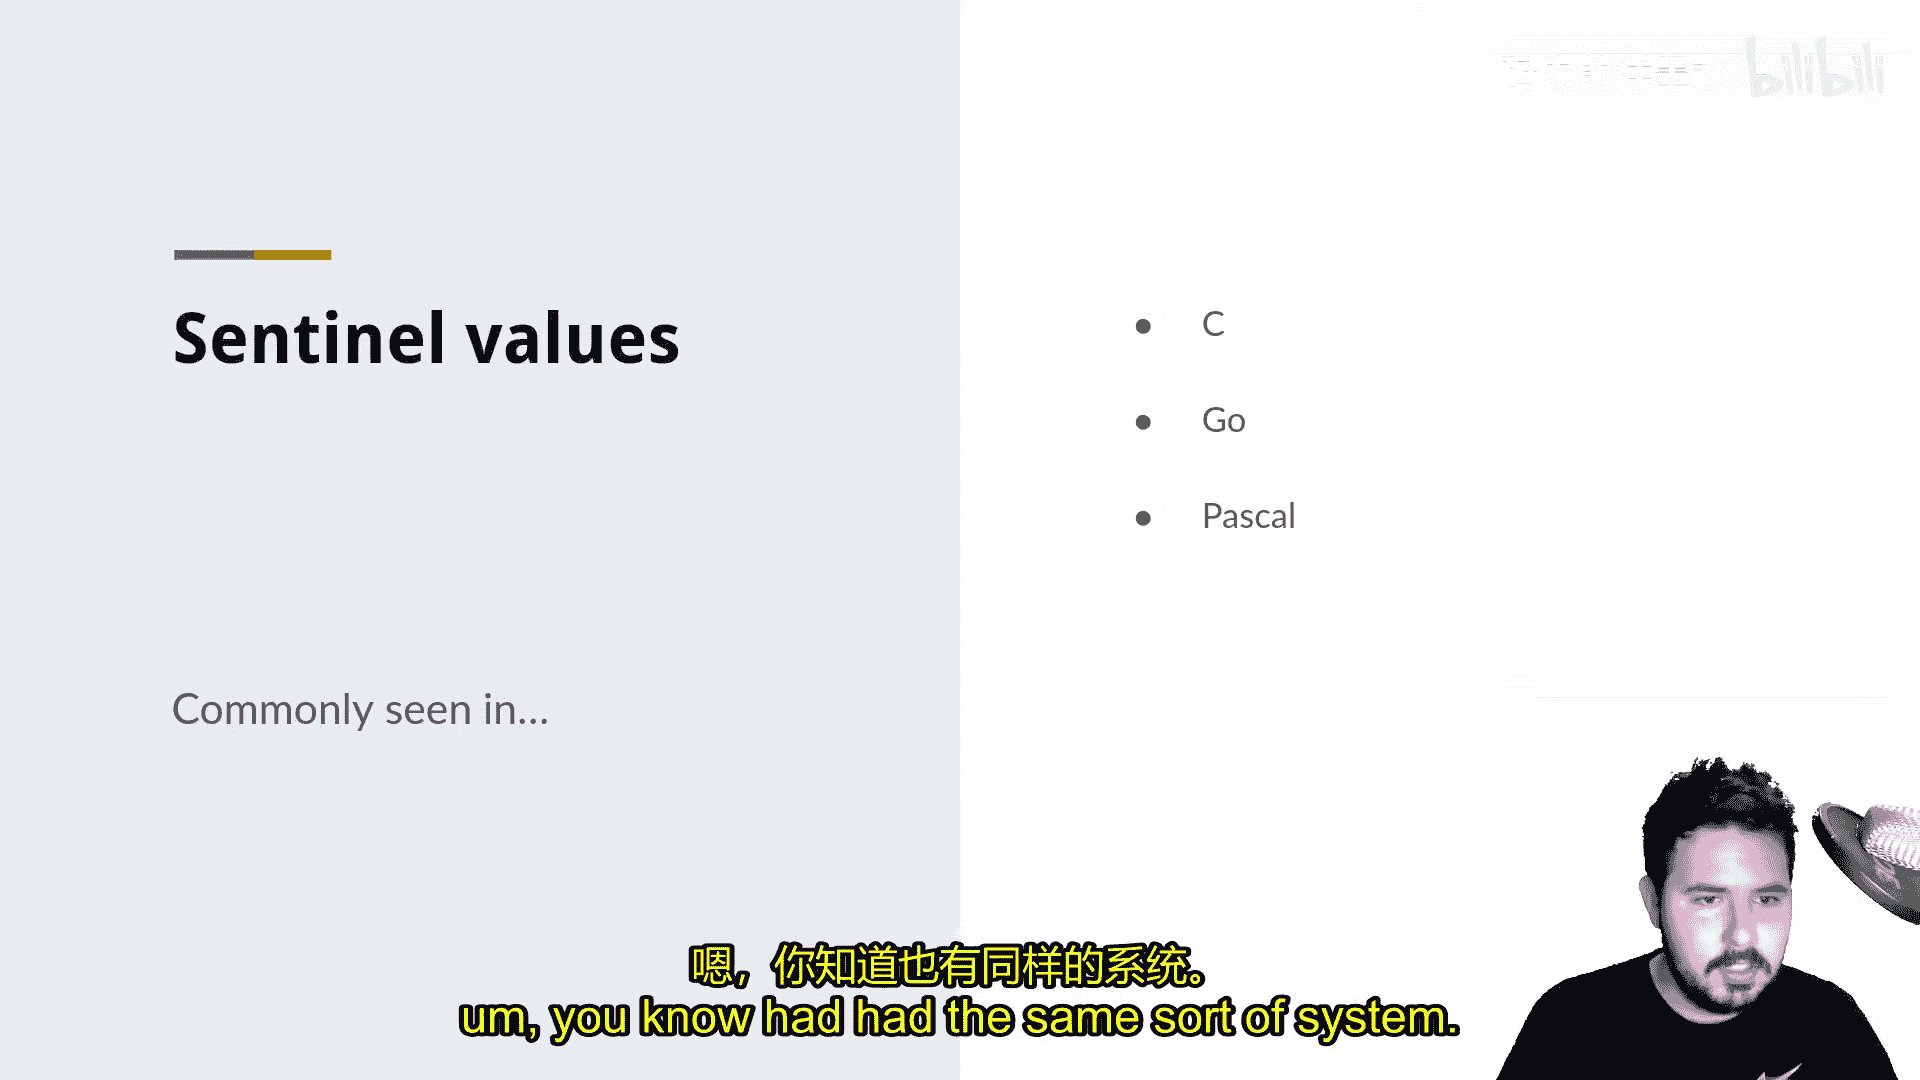 bilibili
Sentinel values
Commonly seen in...
● C
● Go
● Pascal
嗯，你知道也有同样的系统。
um, you know had had the same sort of system.